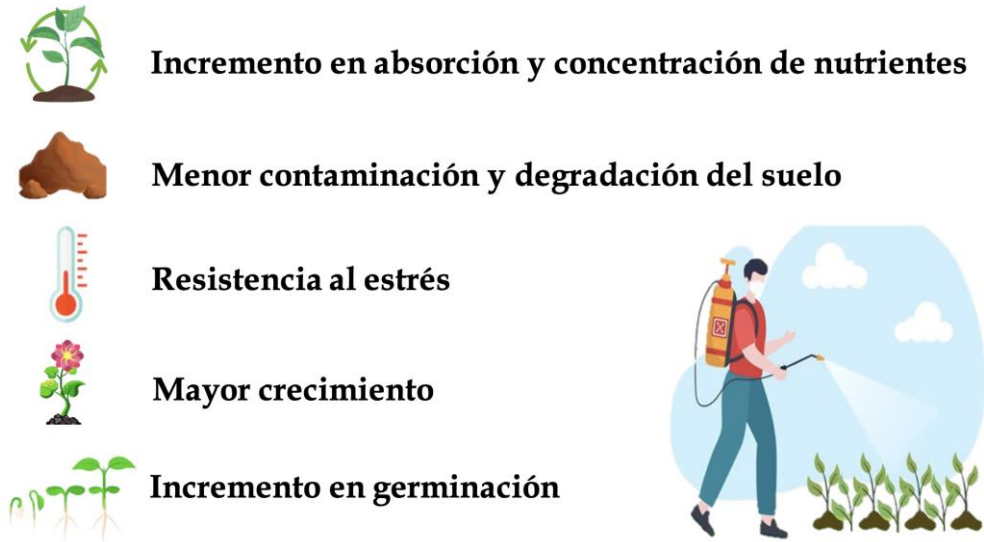 Incremento en absorción y concentración de nutrientes
Menor contaminación y degradación del suelo
Resistencia al estrés
Mayor crecimiento
Incremento en germinación